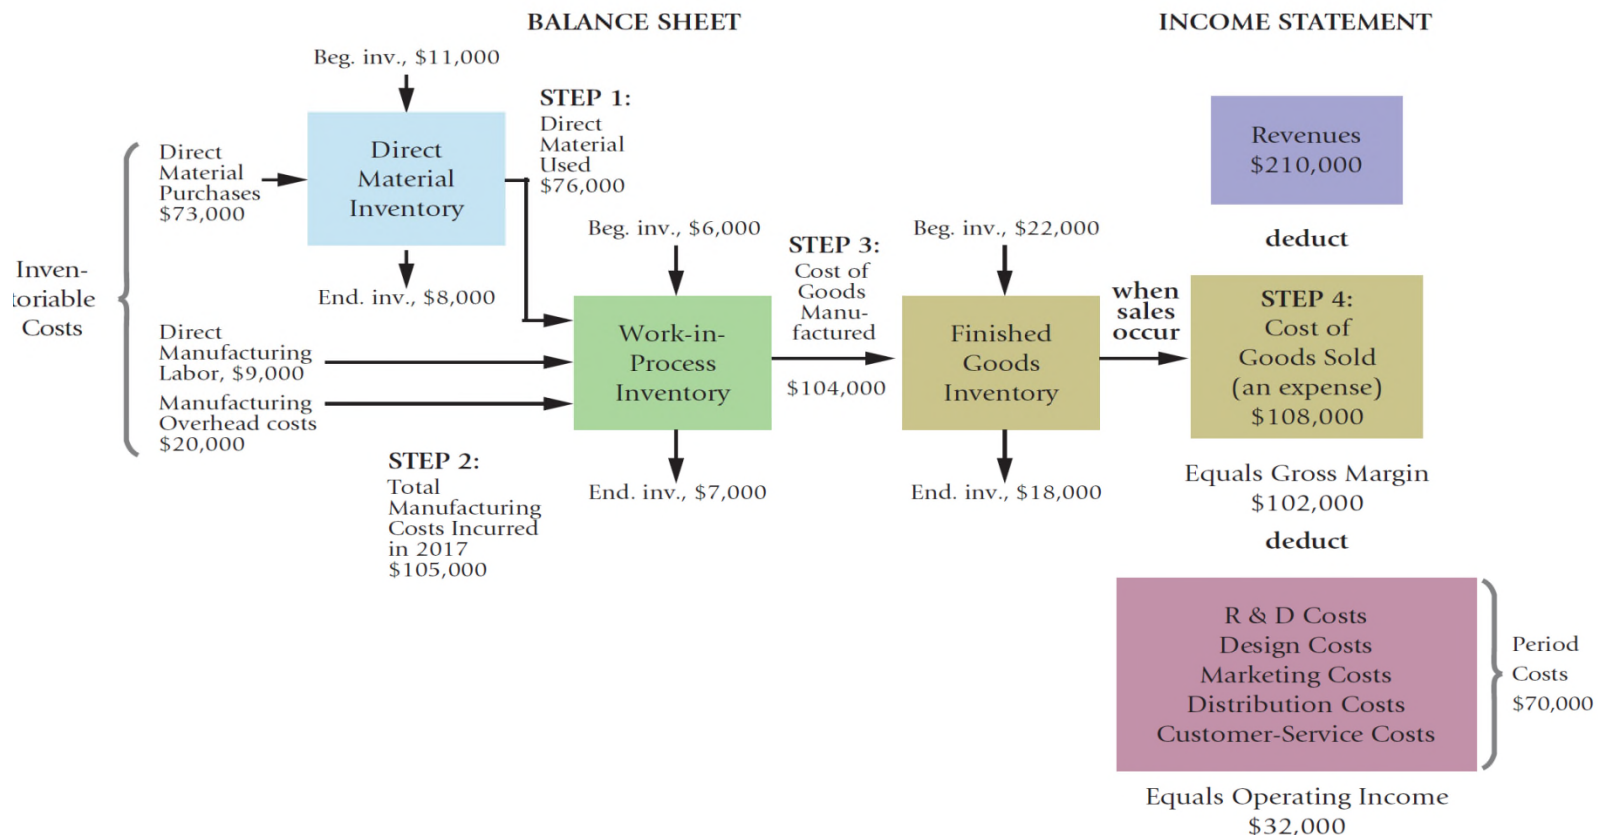 BALANCE SHEET
INCOME STATEMENT
Beg. inv., $11,000
STEP 1:
Direct
Material
Used
$76,000
Direct
Material
Purchases
$73,000
Direct
Material
Inventory
End. inv., $8,000
Inven-
toriable
Costs
Direct
Manufacturing
Labor, $9,000
Manufacturing
Overhead costs
$20,000
STEP 2:
Total
Manufacturing
Costs Incurred
in 2017
$105,000
Beg. inv., $6,000
Work-in-
Process
Inventory
End. inv., $7,000
STEP 3:
Cost of
Goods
Manu-
factured
$104,000
Beg. inv., $22,000
Finished
Goods
Inventory
End. inv., $18,000
when
sales
occur
Revenues
$210,000
deduct
STEP 4:
Cost of
Goods Sold
(an expense)
$108,000
Equals Gross Margin
$102,000
deduct
R & D Costs
Design Costs
Marketing Costs
Distribution Costs
Customer-Service Costs
Period
Costs
$70,000
Equals Operating Income
$32,000